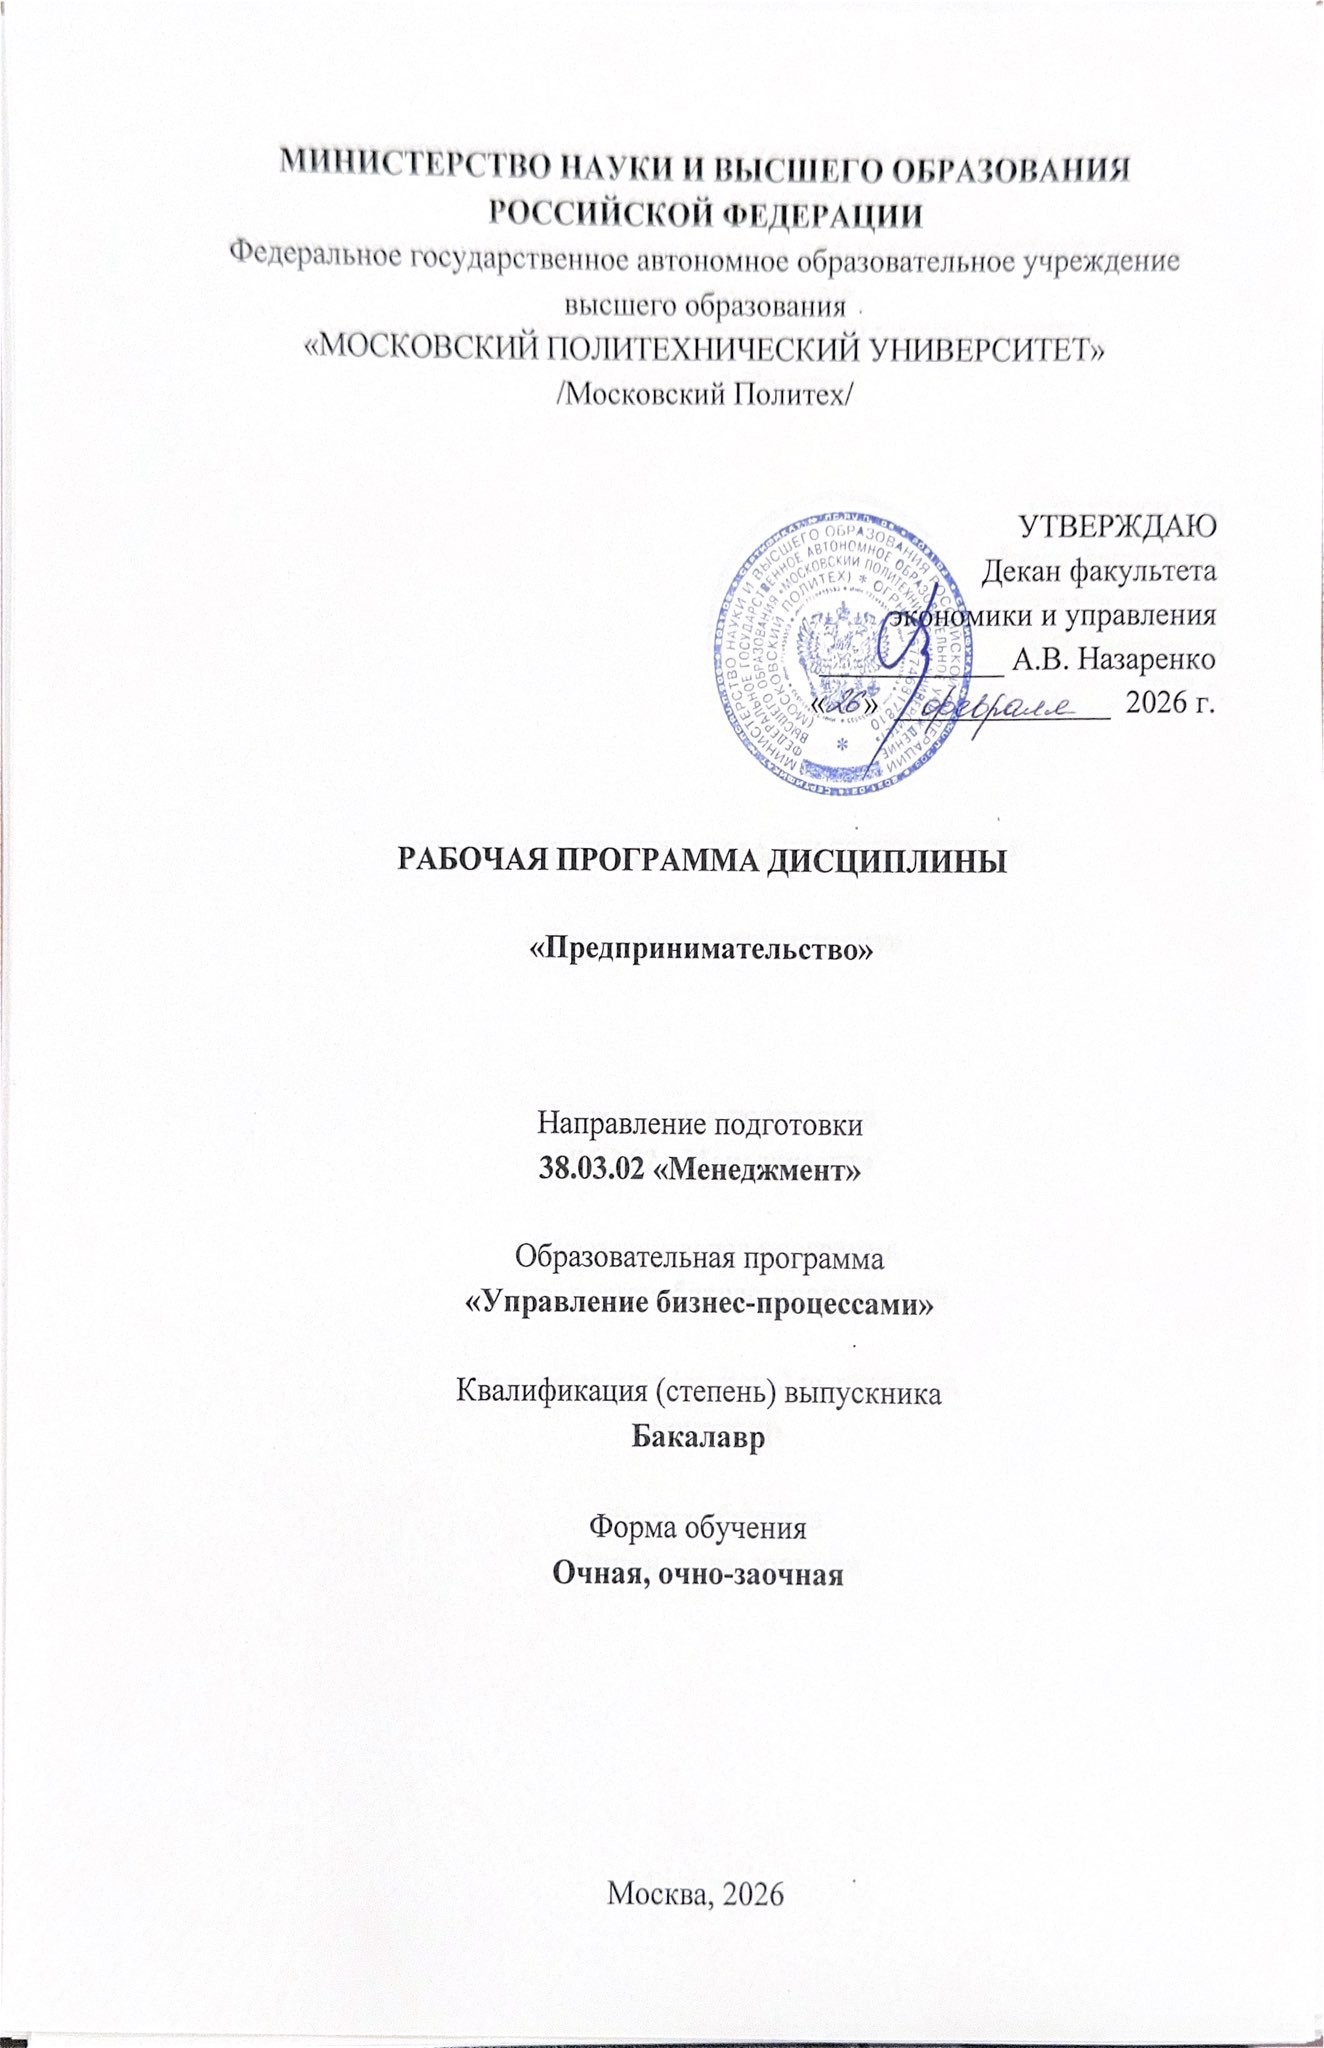 МИНИСТЕРСТВО НАУКИ И ВЫСШЕГО ОБРАЗОВАНИЯ
РОССИЙСКОЙ ФЕДЕРАЦИИ
Федеральное государственное автономное образовательное учреждение
высшего образования
«МОСКОВСКИЙ ПОЛИТЕХНИЧЕСКИЙ УНИВЕРСИТЕТ»
/Московский Политех/
УТВЕРЖДАЮ
Декан факультета
экономики и управления
А.В. Назаренко
«26» февраля 2026 г.
РАБОЧАЯ ПРОГРАММА ДИСЦИПЛИНЫ
«Предпринимательство»
Направление подготовки
38.03.02 «Менеджмент»
Образовательная программа
«Управление бизнес-процессами»
Квалификация (степень) выпускника
Бакалавр
Форма обучения
Очная, очно-заочная
Москва, 2026